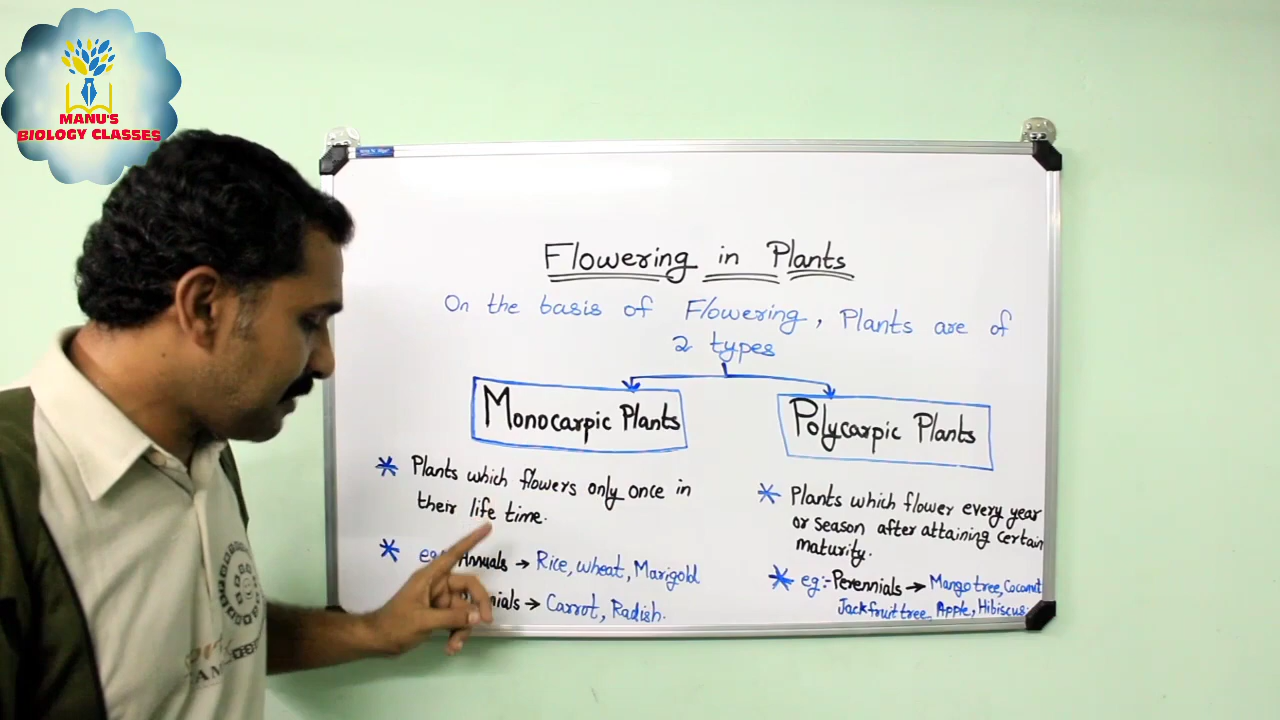 MANU'S
BIOLOGY CLASSES
Flowering in Plants
On the basis of Flowering, Plants are of
2 types
Monocarpic Plants
Polycarpic Plants
* Plants which flowers only once in
their life time.
* eg:- Annuals → Rice, wheat, Marigold
→ Carrot, Radish.
* Plants which flower every year
or season after attaining certain
maturity.
* eg:- Perennials → Mango tree, Coconut
Jackfruit tree, Apple, Hibiscus.